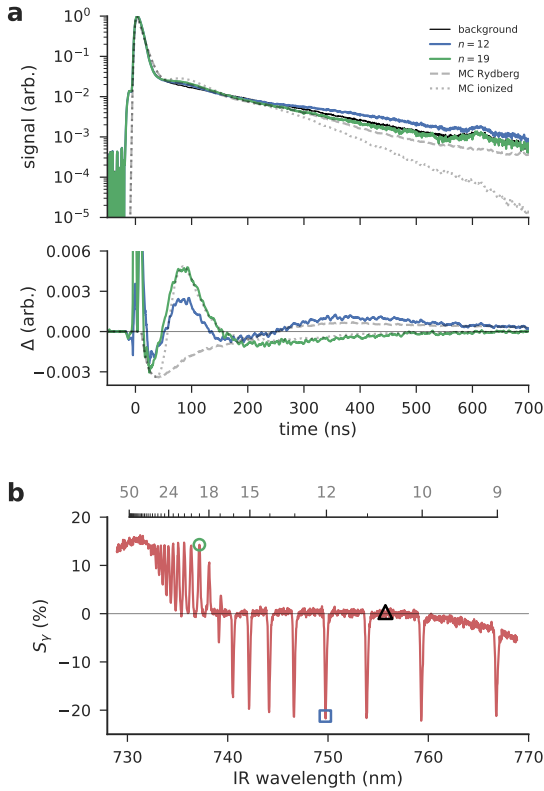 a
10⁰
10⁻¹
10⁻²
10⁻³
10⁻⁴
10⁻⁵
signal (arb.)
background
n = 12
n = 19
MC Rydberg
MC ionized
0.006
0.003
0.000
−0.003
Δ (arb.)
0 100 200 300 400 500 600 700
time (ns)
b
50 24 18 15 12 10 9
20
10
0
−10
−20
Sγ (%)
730 740 750 760 770
IR wavelength (nm)